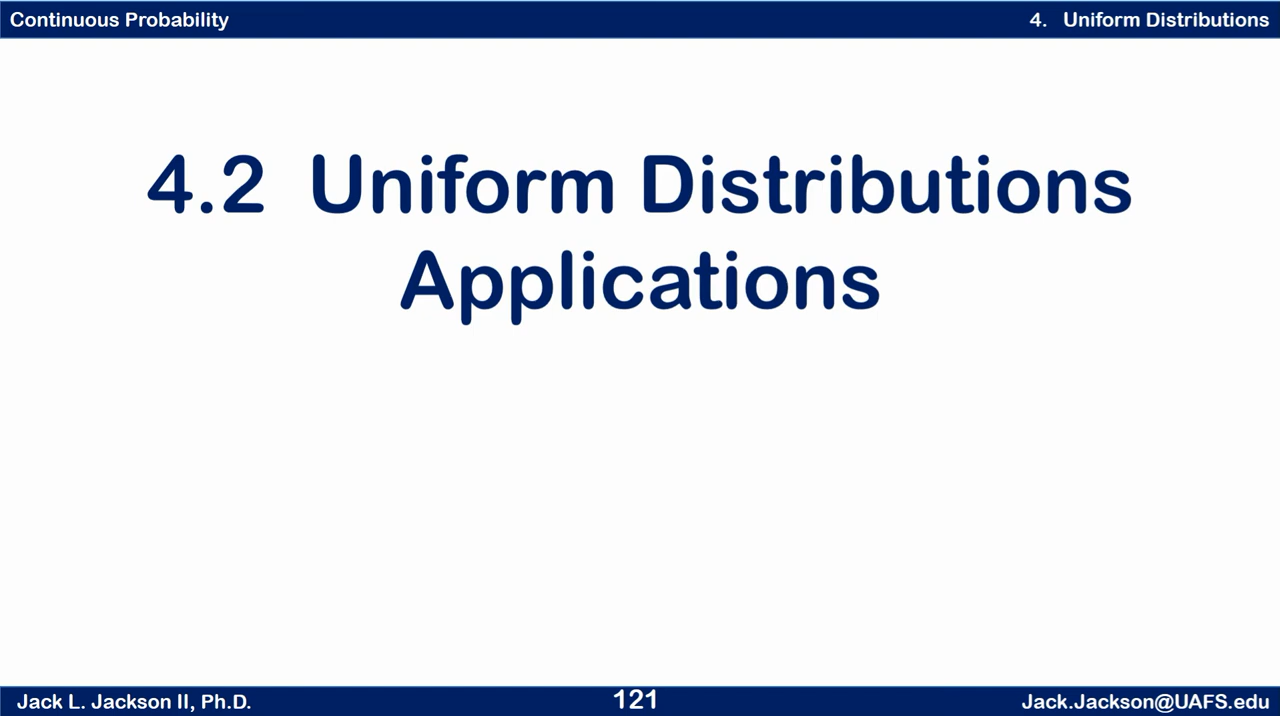 Continuous Probability
4. Uniform Distributions
4.2 Uniform Distributions
Applications
Jack L. Jackson II, Ph.D.
121
Jack.Jackson@UAFS.edu